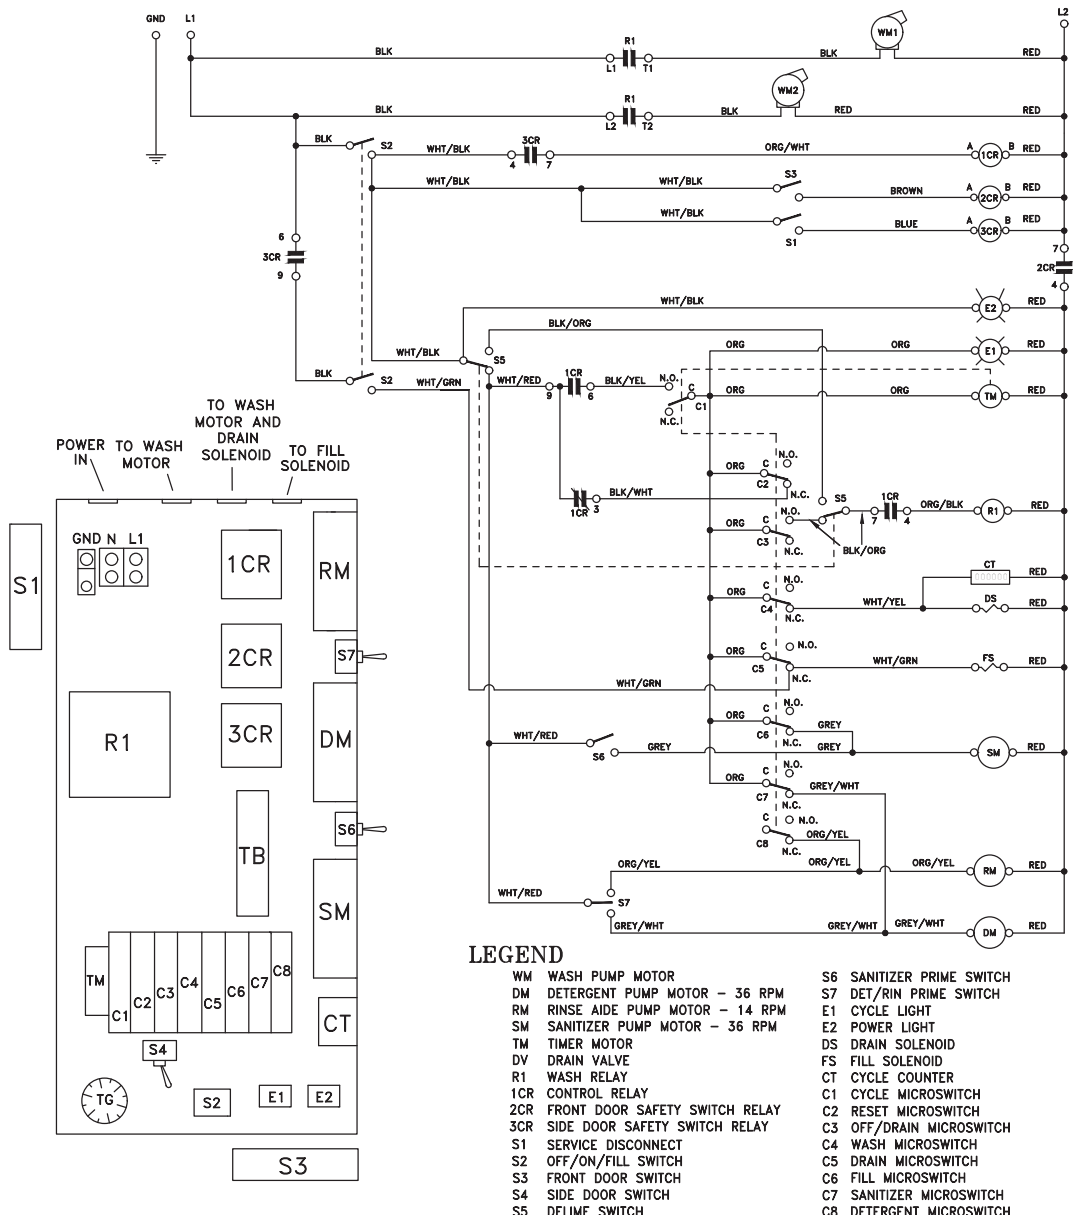 GND L1 L2
BLK R1 BLK WM1 RED
L1 T1
BLK R1 BLK WM2 RED
L2 T2
BLK S2 WHT/BLK 3CR ORG/WHT A 1CR B RED
4 7
WHT/BLK WHT/BLK S3 BROWN A 2CR B RED
WHT/BLK S1 BLUE A 3CR B RED
6 3CR 9
7 2CR 4
WHT/BLK E2 RED
BLK/ORG
WHT/BLK S5 ORG ORG E1 RED
BLK S2 WHT/GRN WHT/RED 9 1CR 6 BLK/YEL N.O. C C1 N.C. ORG ORG TM RED
ORG C N.O. C2 N.C.
1CR 3 BLK/WHT
ORG C N.O. C3 N.C. S5 7 1CR 4 ORG/BLK R1 RED
BLK/ORG
CT RED
ORG C N.O. C4 N.C. WHT/YEL DS RED
ORG C N.O. C5 N.C. WHT/GRN FS RED
WHT/GRN
ORG C N.O. C6 N.C. GREY
WHT/RED S6 GREY GREY SM RED
ORG C N.O. C7 N.C. GREY/WHT
C N.O. C8 N.C. ORG/YEL
ORG/YEL ORG/YEL ORG/YEL RM RED
WHT/RED S7
GREY/WHT GREY/WHT GREY/WHT DM RED
POWER IN
TO WASH MOTOR
TO WASH MOTOR AND DRAIN SOLENOID
TO FILL SOLENOID
S1
GND N L1
1CR RM
S7
2CR
R1 3CR DM
S6
TB
SM
TM C1 C2 C3 C4 C5 C6 C7 C8
CT
S4
TG S2 E1 E2
S3
LEGEND
WM WASH PUMP MOTOR
DM DETERGENT PUMP MOTOR – 36 RPM
RM RINSE AIDE PUMP MOTOR – 14 RPM
SM SANITIZER PUMP MOTOR – 36 RPM
TM TIMER MOTOR
DV DRAIN VALVE
R1 WASH RELAY
1CR CONTROL RELAY
2CR FRONT DOOR SAFETY SWITCH RELAY
3CR SIDE DOOR SAFETY SWITCH RELAY
S1 SERVICE DISCONNECT
S2 OFF/ON/FILL SWITCH
S3 FRONT DOOR SWITCH
S4 SIDE DOOR SWITCH
S5 DELIME SWITCH
S6 SANITIZER PRIME SWITCH
S7 DET/RIN PRIME SWITCH
E1 CYCLE LIGHT
E2 POWER LIGHT
DS DRAIN SOLENOID
FS FILL SOLENOID
CT CYCLE COUNTER
C1 CYCLE MICROSWITCH
C2 RESET MICROSWITCH
C3 OFF/DRAIN MICROSWITCH
C4 WASH MICROSWITCH
C5 DRAIN MICROSWITCH
C6 FILL MICROSWITCH
C7 SANITIZER MICROSWITCH
C8 DETERGENT MICROSWITCH